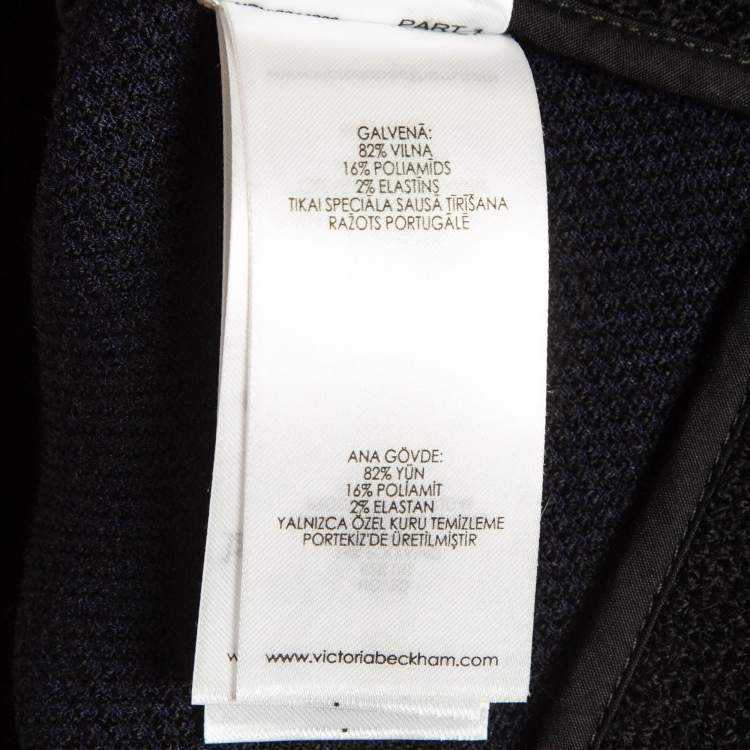 PART 1
GALVENĀ:
82% VILNA
16% POLIAMĪDS
2% ELASTĪNS
TIKAI SPECIĀLA SAUSĀ ĶĪRĪŠANA
RAŽOTS PORTUGĀLĒ
ANA GÖVDE:
82% YÜN
16% POLİAMİT
2% ELASTAN
YALNIZCA ÖZEL KURU TEMİZLEME
PORTEKİZ'DE ÜRETİLMİŞTİR
www.victoriabeckham.com